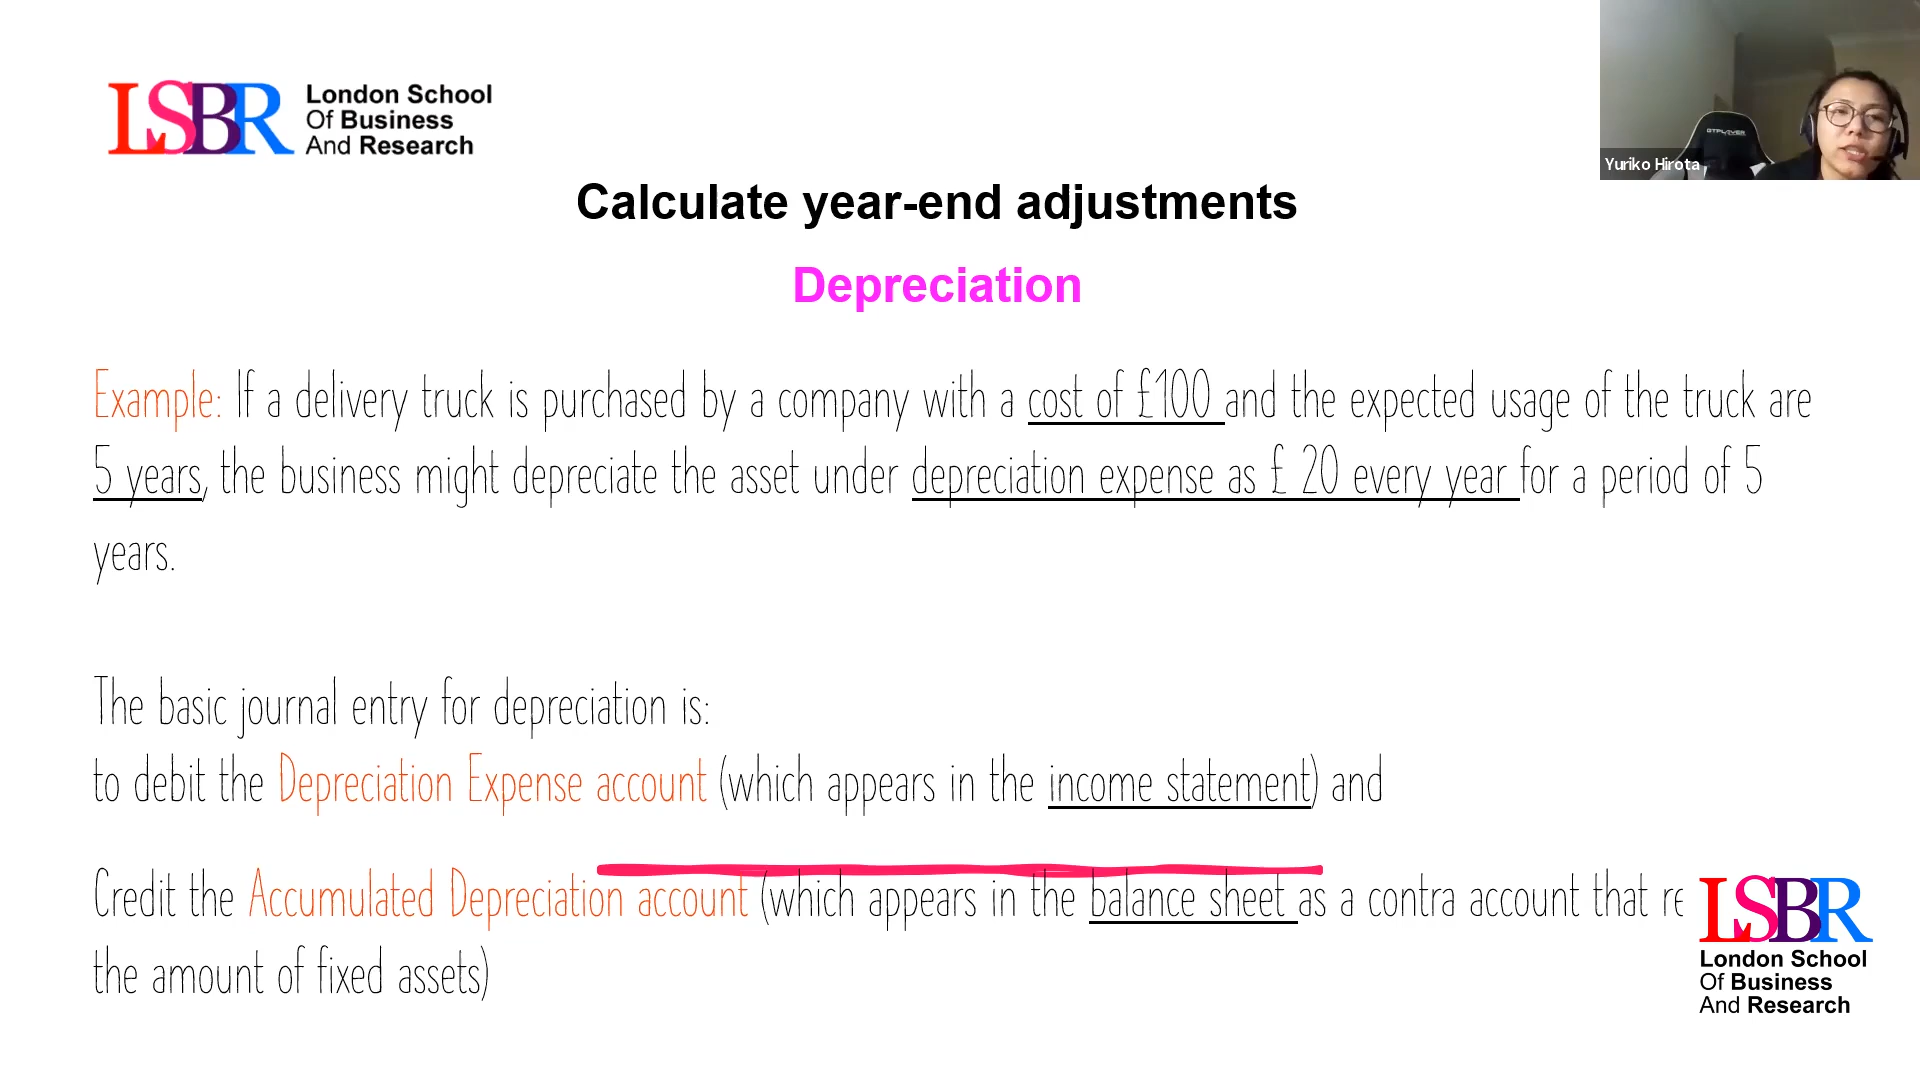 LSBR London School
Of Business
And Research
GTPLAYER
Yuriko Hirota
Calculate year-end adjustments
Depreciation
Example: If a delivery truck is purchased by a company with a cost of £100 and the expected usage of the truck are
5 years, the business might depreciate the asset under depreciation expense as £ 20 every year for a period of 5
years.
The basic journal entry for depreciation is:
to debit the Depreciation Expense account (which appears in the income statement) and
Credit the Accumulated Depreciation account (which appears in the balance sheet as a contra account that re
the amount of fixed assets)
LSBR
London School
Of Business
And Research